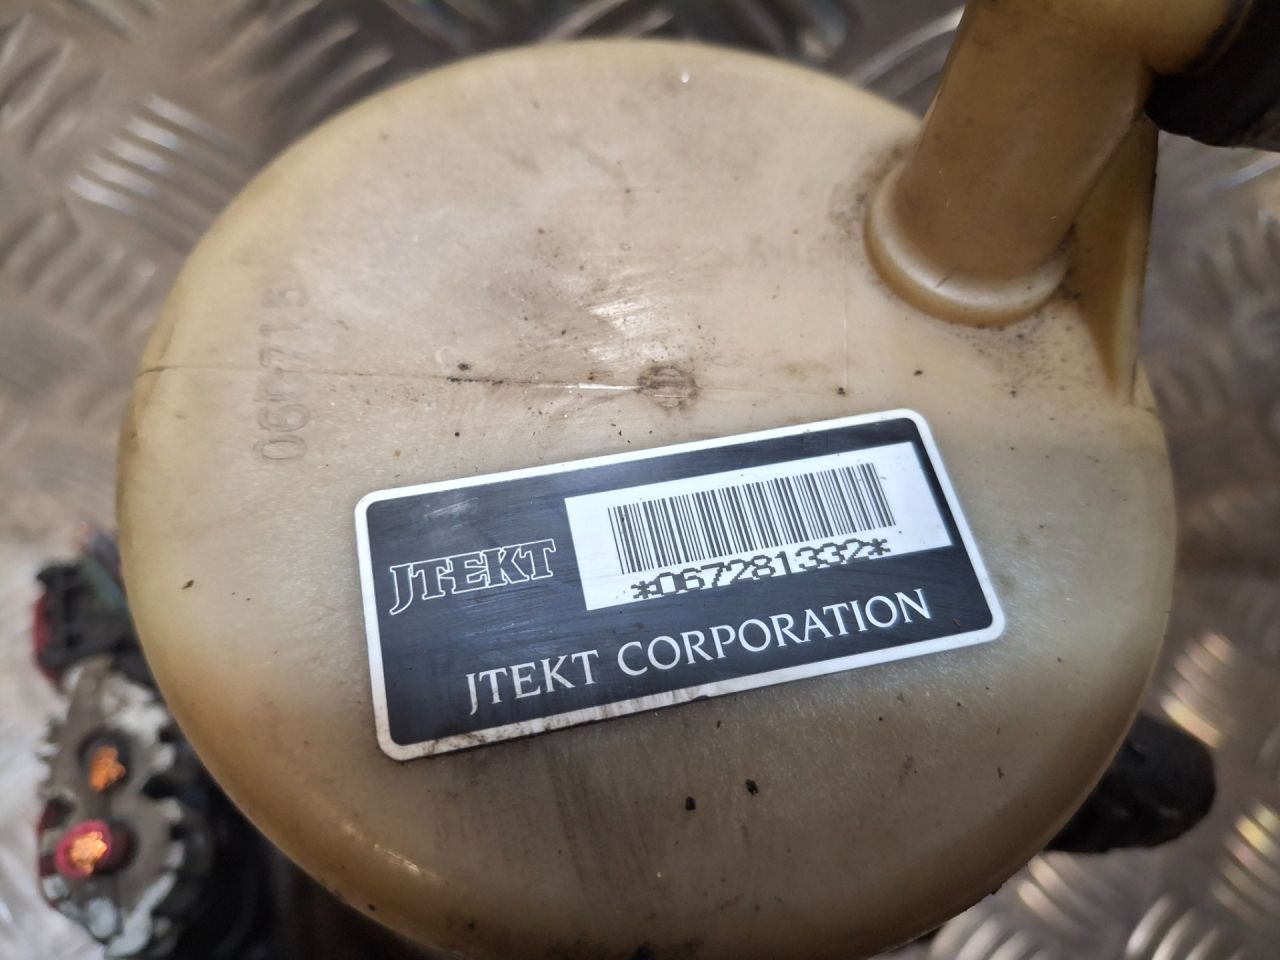 JTEKT
*067281332*
JTEKT CORPORATION